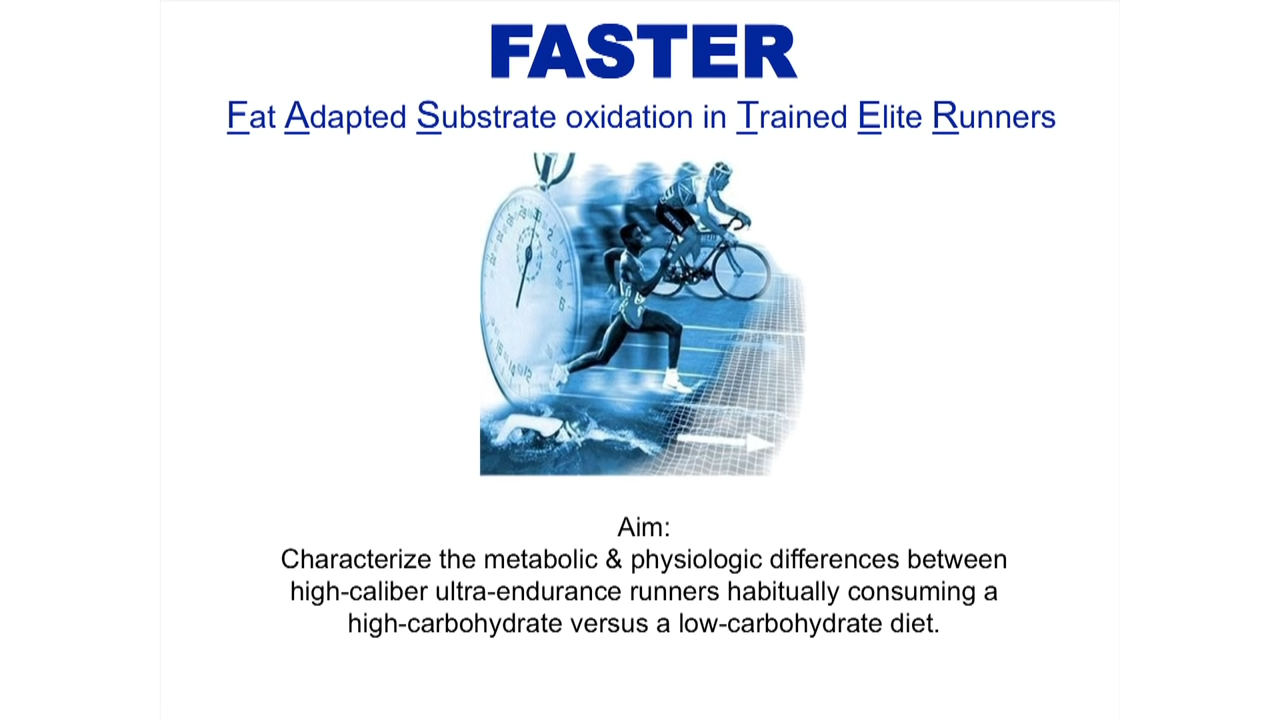 FASTER
Fat Adapted Substrate oxidation in Trained Elite Runners
Aim:
Characterize the metabolic & physiologic differences between
high-caliber ultra-endurance runners habitually consuming a
high-carbohydrate versus a low-carbohydrate diet.